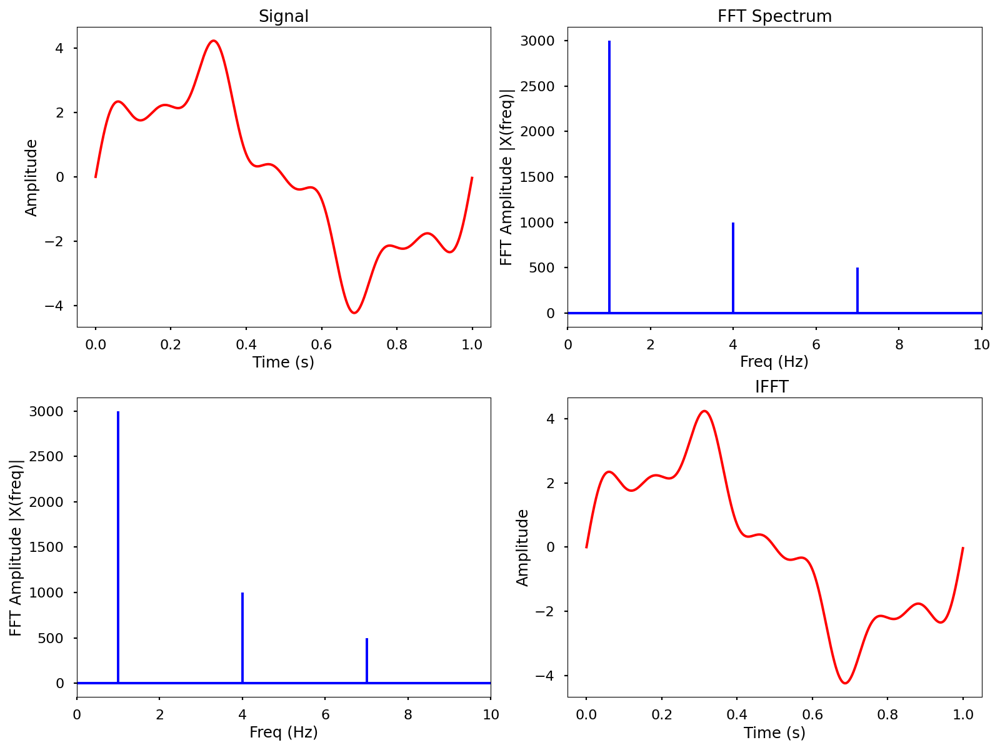 Signal
4
2
0
−2
−4
Amplitude
0.0 0.2 0.4 0.6 0.8 1.0
Time (s)
FFT Spectrum
3000
2500
2000
1500
1000
500
0
FFT Amplitude |X(freq)|
0 2 4 6 8 10
Freq (Hz)
3000
2500
2000
1500
1000
500
0
FFT Amplitude |X(freq)|
0 2 4 6 8 10
Freq (Hz)
IFFT
4
2
0
−2
−4
Amplitude
0.0 0.2 0.4 0.6 0.8 1.0
Time (s)